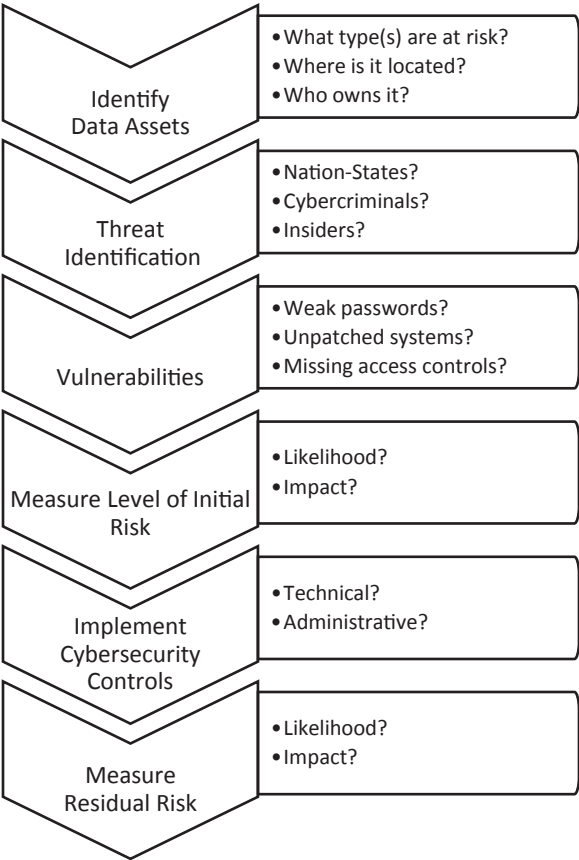 Identify
Data Assets
•What type(s) are at risk?
•Where is it located?
•Who owns it?
Threat
Identification
•Nation-States?
•Cybercriminals?
•Insiders?
Vulnerabilities
•Weak passwords?
•Unpatched systems?
•Missing access controls?
Measure Level of Initial
Risk
•Likelihood?
•Impact?
Implement
Cybersecurity
Controls
•Technical?
•Administrative?
Measure
Residual Risk
•Likelihood?
•Impact?